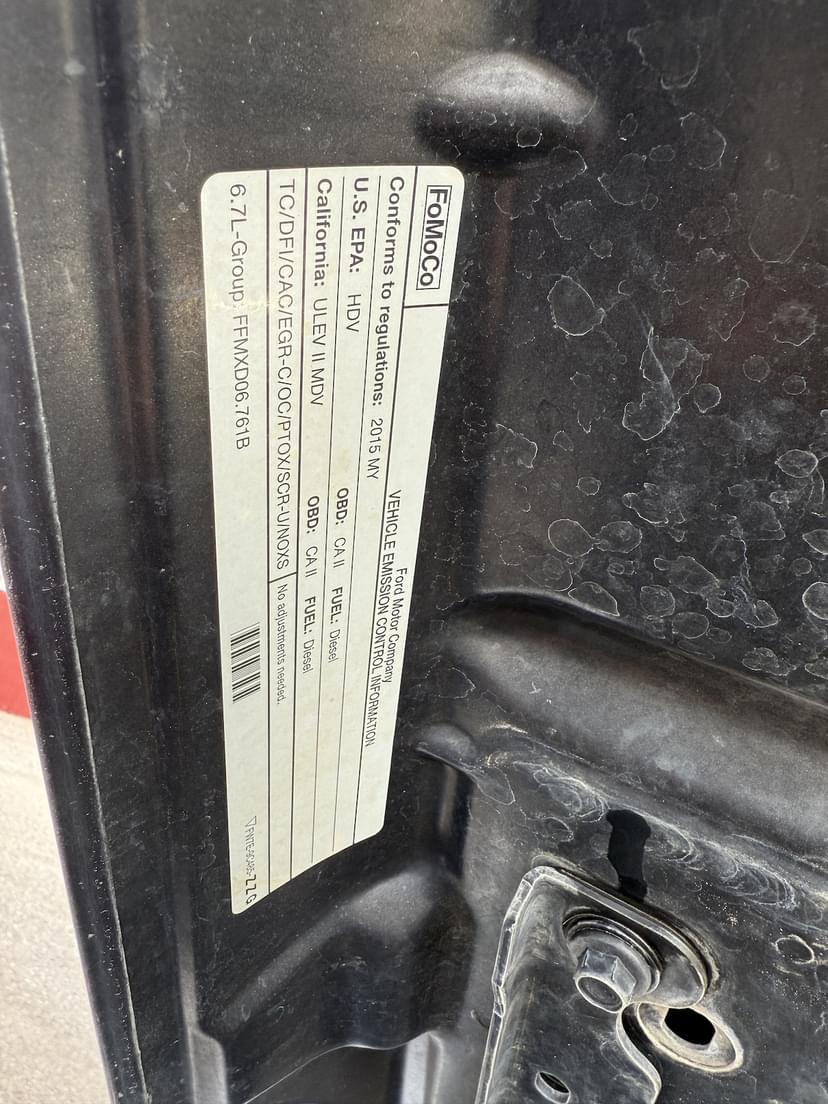 FoMoCo
Ford Motor Company
VEHICLE EMISSION CONTROL INFORMATION
Conforms to regulations: 2015 MY
U.S. EPA: HDV OBD: CA II FUEL: Diesel
California: ULEV II MDV OBD: CA II FUEL: Diesel
TC/DFI/CAC/EGR-C/OC/PTOX/SCR-U/NOXS No adjustments needed.
6.7L-Group: FFMXD06.761B
ZZG